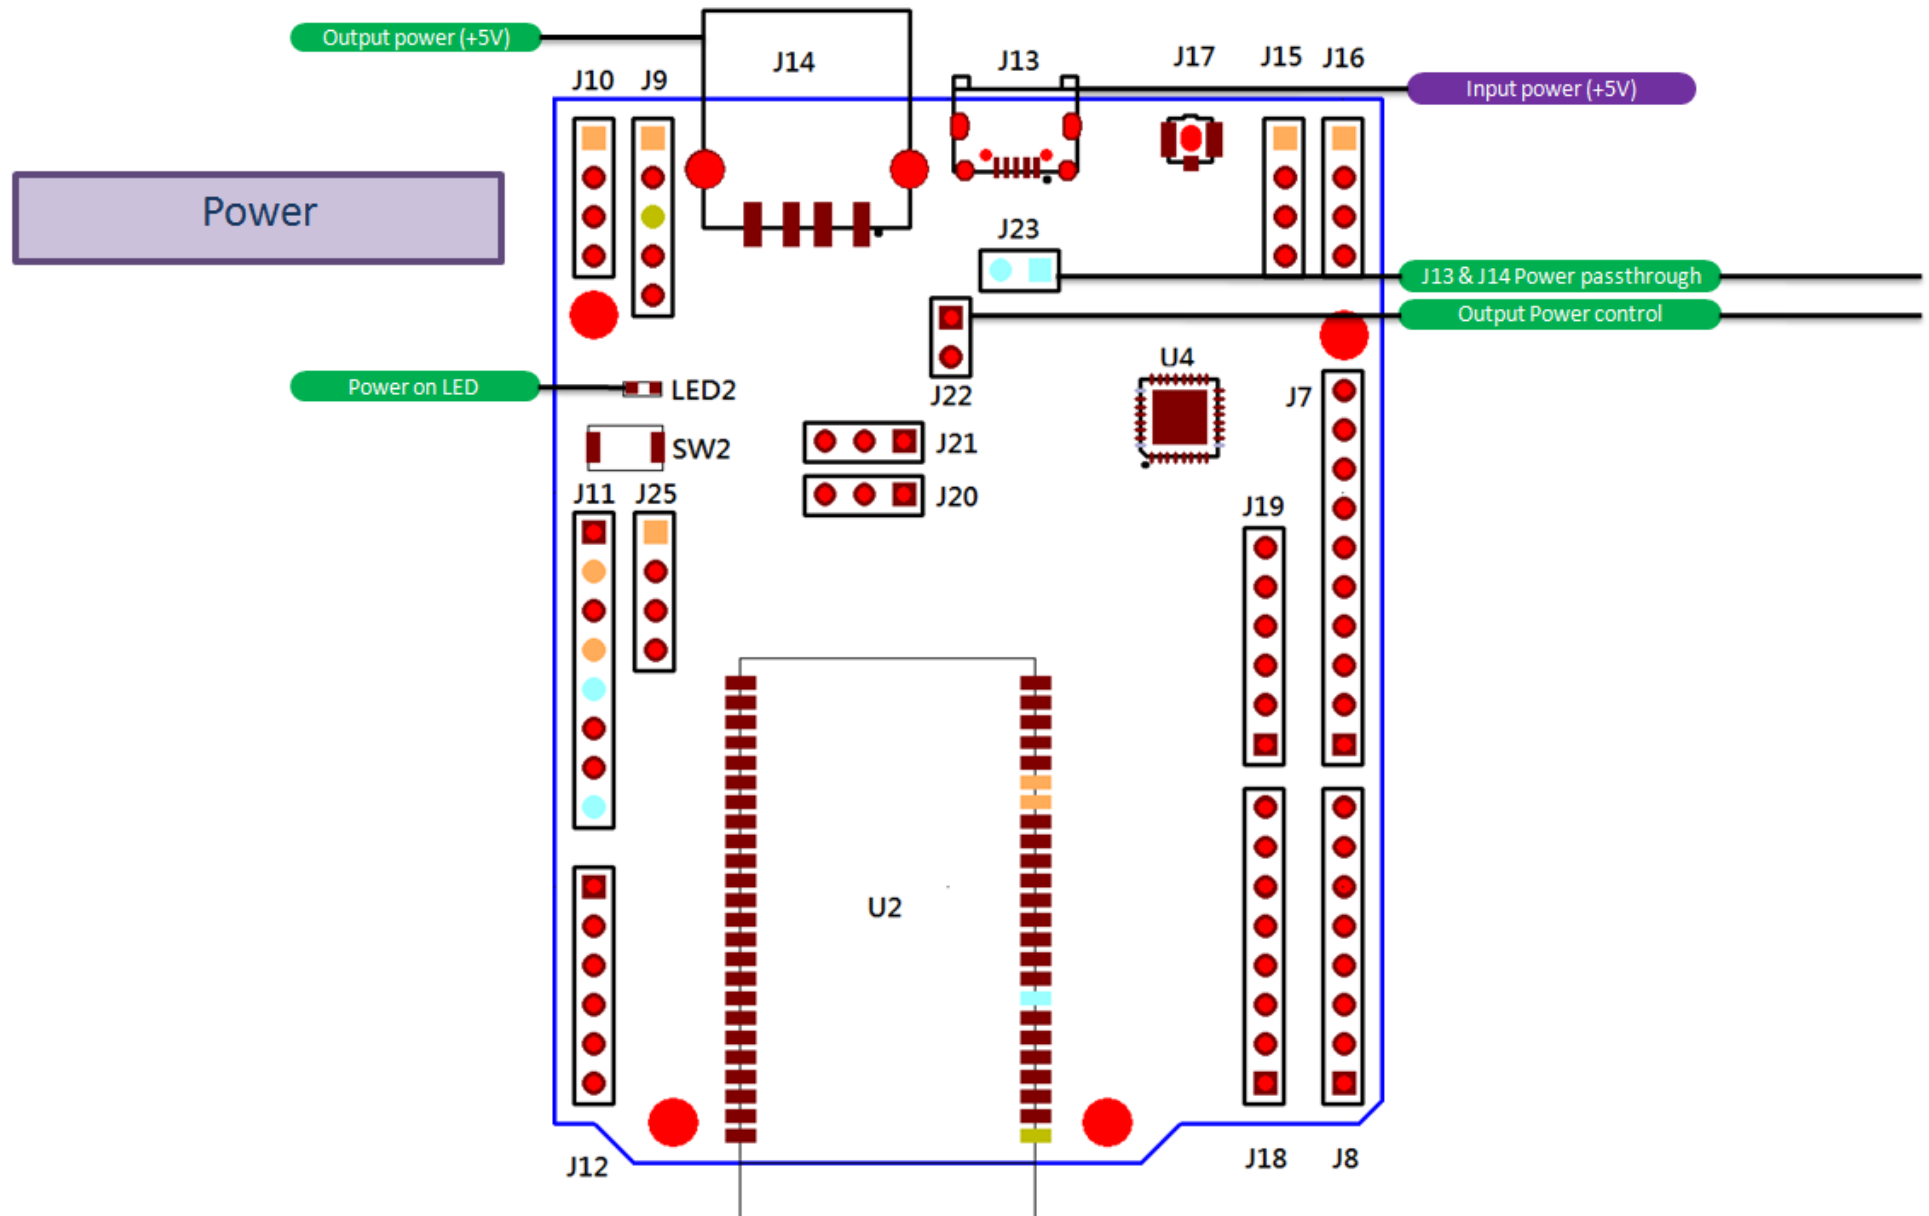 Output power (+5V)
J14
J13
J17
J15
J16
J10
J9
Input power (+5V)
Power
J23
J13 & J14 Power passthrough
Output Power control
U4
Power on LED
LED2
J22
J7
J21
SW2
J11
J25
J20
J19
U2
J12
J18
J8